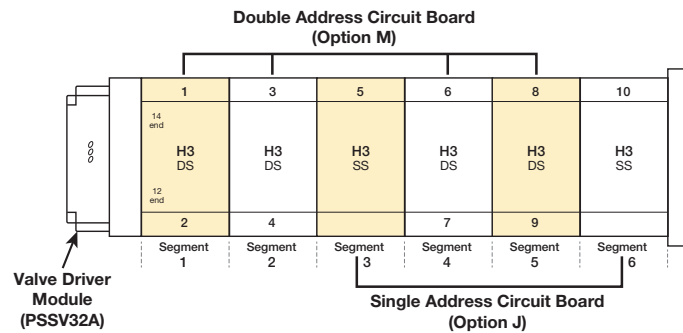 Double Address Circuit Board
(Option M)
1 3 5 6 8 10
14
end
H3 H3 H3 H3 H3 H3
DS DS SS DS DS SS
12
end
2 4 7 9
Segment Segment Segment Segment Segment Segment
1 2 3 4 5 6
Valve Driver
Module
(PSSV32A)
Single Address Circuit Board
(Option J)